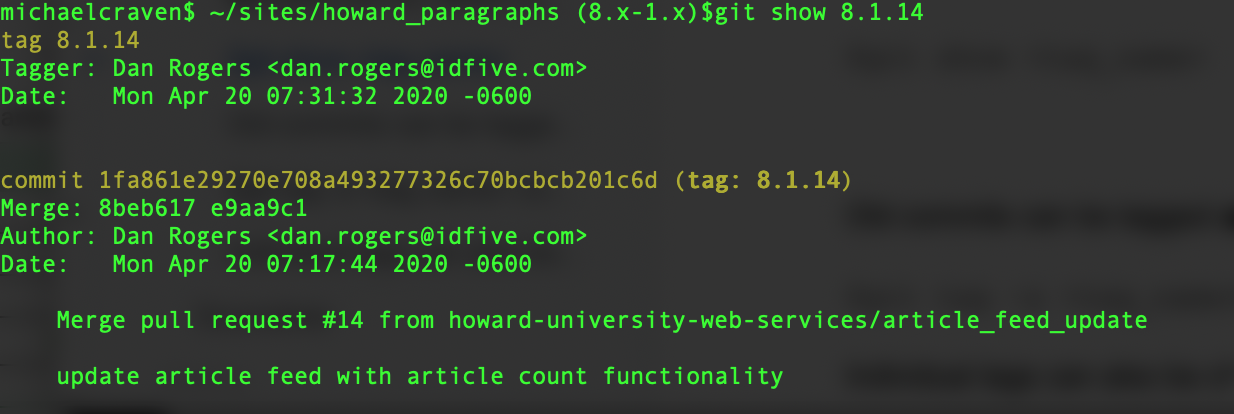 michaelcraven$ ~/sites/howard_paragraphs (8.x-1.x)$git show 8.1.14
tag 8.1.14
Tagger: Dan Rogers <dan.rogers@idfive.com>
Date:   Mon Apr 20 07:31:32 2020 -0600
commit 1fa861e29270e708a493277326c70bcbcb201c6d (tag: 8.1.14)
Merge: 8beb617 e9aa9c1
Author: Dan Rogers <dan.rogers@idfive.com>
Date:   Mon Apr 20 07:17:44 2020 -0600
Merge pull request #14 from howard-university-web-services/article_feed_update
update article feed with article count functionality